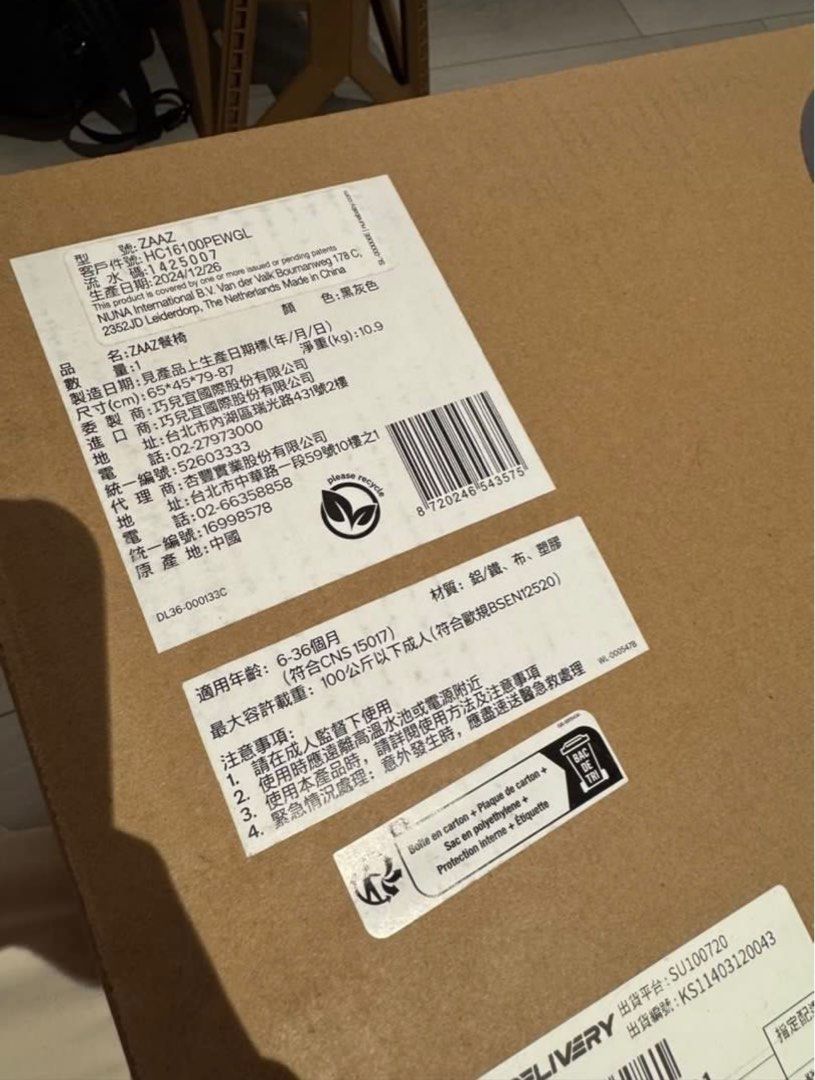 型 號: ZAAZ
客戶件號: HC16100PEWGL
流 水 碼: 1425007
生產日期: 2024/12/26
This product is covered by one or more issued or pending patents
NUNA International B.V. Van der Valk Boumanweg 178 C,
2352JD Leiderdorp, The Netherlands Made in China
顏 色: 黑灰色
品 名: ZAAZ餐椅
數 量: 1
製造日期: 見產品上生產日期標(年/月/日)
尺寸(cm): 65*45*79-87 淨重(kg): 10.9
委 製 商: 巧兒宜國際股份有限公司
進 口 商: 巧兒宜國際股份有限公司
地 址: 台北市內湖區瑞光路431號2樓
電 話: 02-27973000
統一編號: 52603333
代 理 商: 杏豐實業股份有限公司
地 址: 台北市中華路一段59號10樓之1
電 話: 02-66358858
統一編號: 16998578
原 產 地: 中國
please recycle
8 720246 543575
DL36-000133C
材質: 鋁/鐵、布、塑膠
適用年齡: 6-36個月
(符合CNS 15017)
最大容許載重: 100公斤以下成人(符合歐規BSEN12520)
WL-000547B
注意事項:
1. 請在成人監督下使用
2. 使用時應遠離高溫水池或電源附近
3. 使用本產品時, 請詳閱使用方法及注意事項
4. 緊急情況處理: 意外發生時, 應盡速送醫急救處理
BAC
DE
TRI
Boîte en carton + Plaque de carton +
Sac en polyethylene +
Protection interne + Étiquette
出貨平台: SU100720
出貨編號: KS11403120043
ELIVERY
指定配